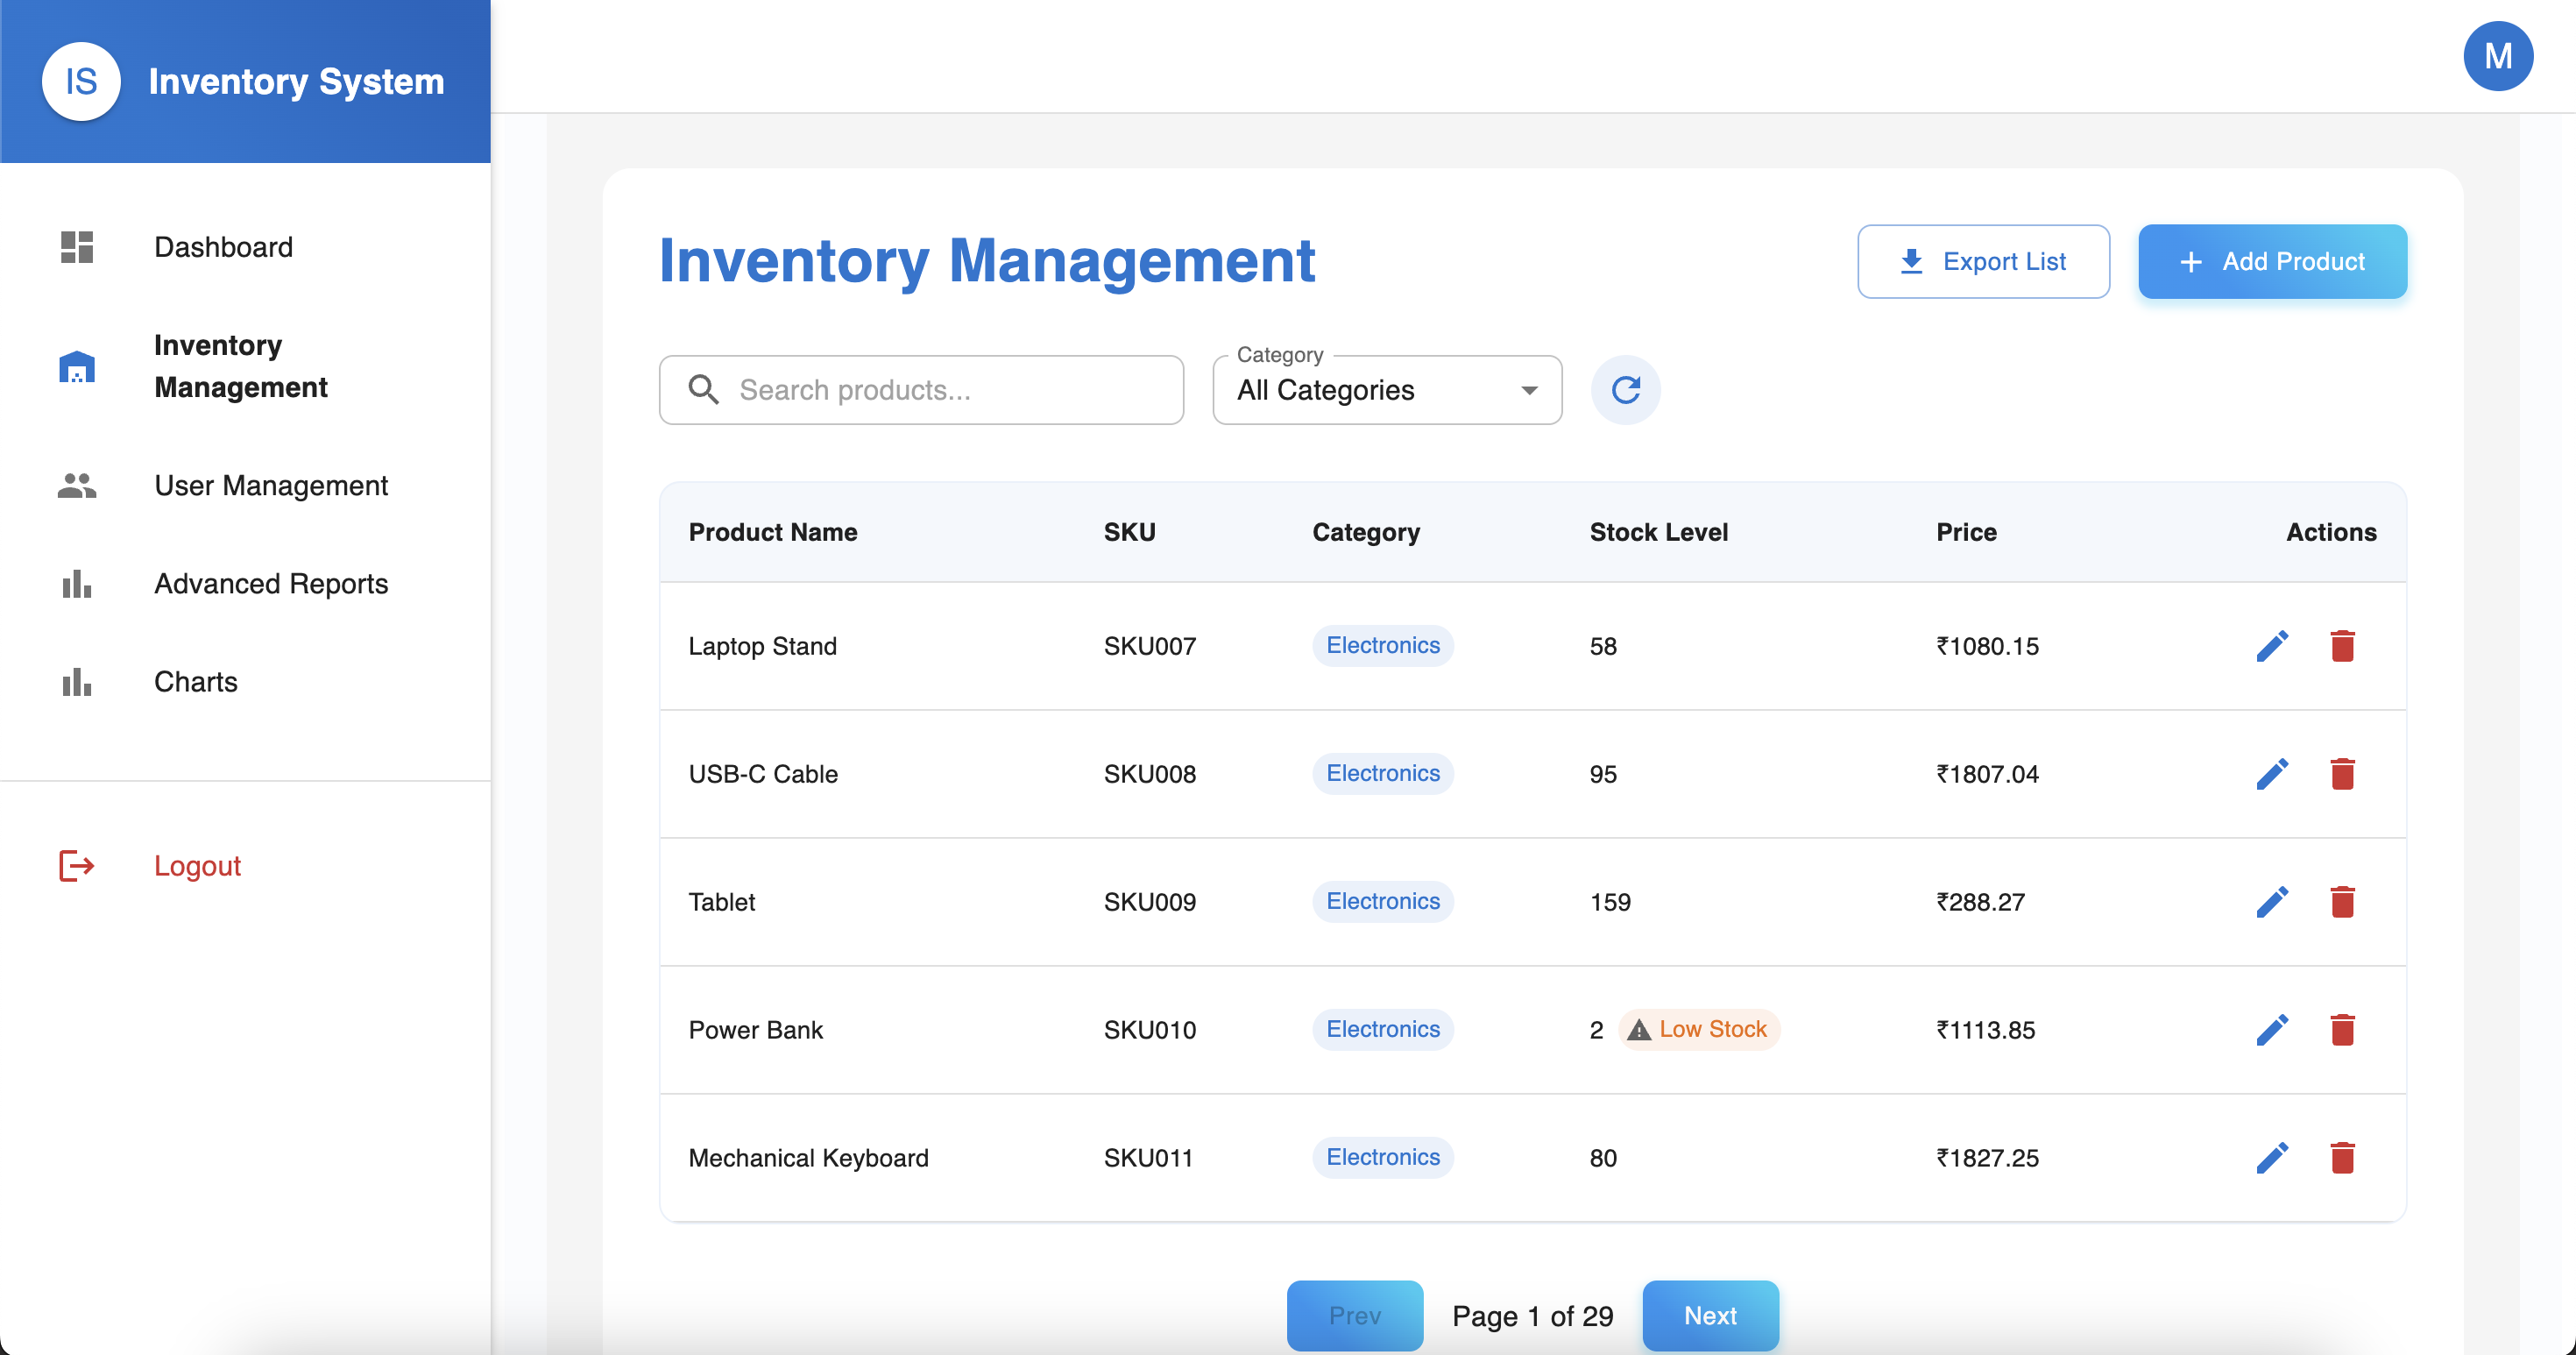 IS Inventory System
M
Dashboard
Inventory
Management
User Management
Advanced Reports
Charts
Logout
Inventory Management
Export List
Add Product
Search products...
Category
All Categories
Product Name SKU Category Stock Level Price Actions
Laptop Stand SKU007 Electronics 58 ₹1080.15
USB-C Cable SKU008 Electronics 95 ₹1807.04
Tablet SKU009 Electronics 159 ₹288.27
Power Bank SKU010 Electronics 2 Low Stock ₹1113.85
Mechanical Keyboard SKU011 Electronics 80 ₹1827.25
Prev Page 1 of 29 Next